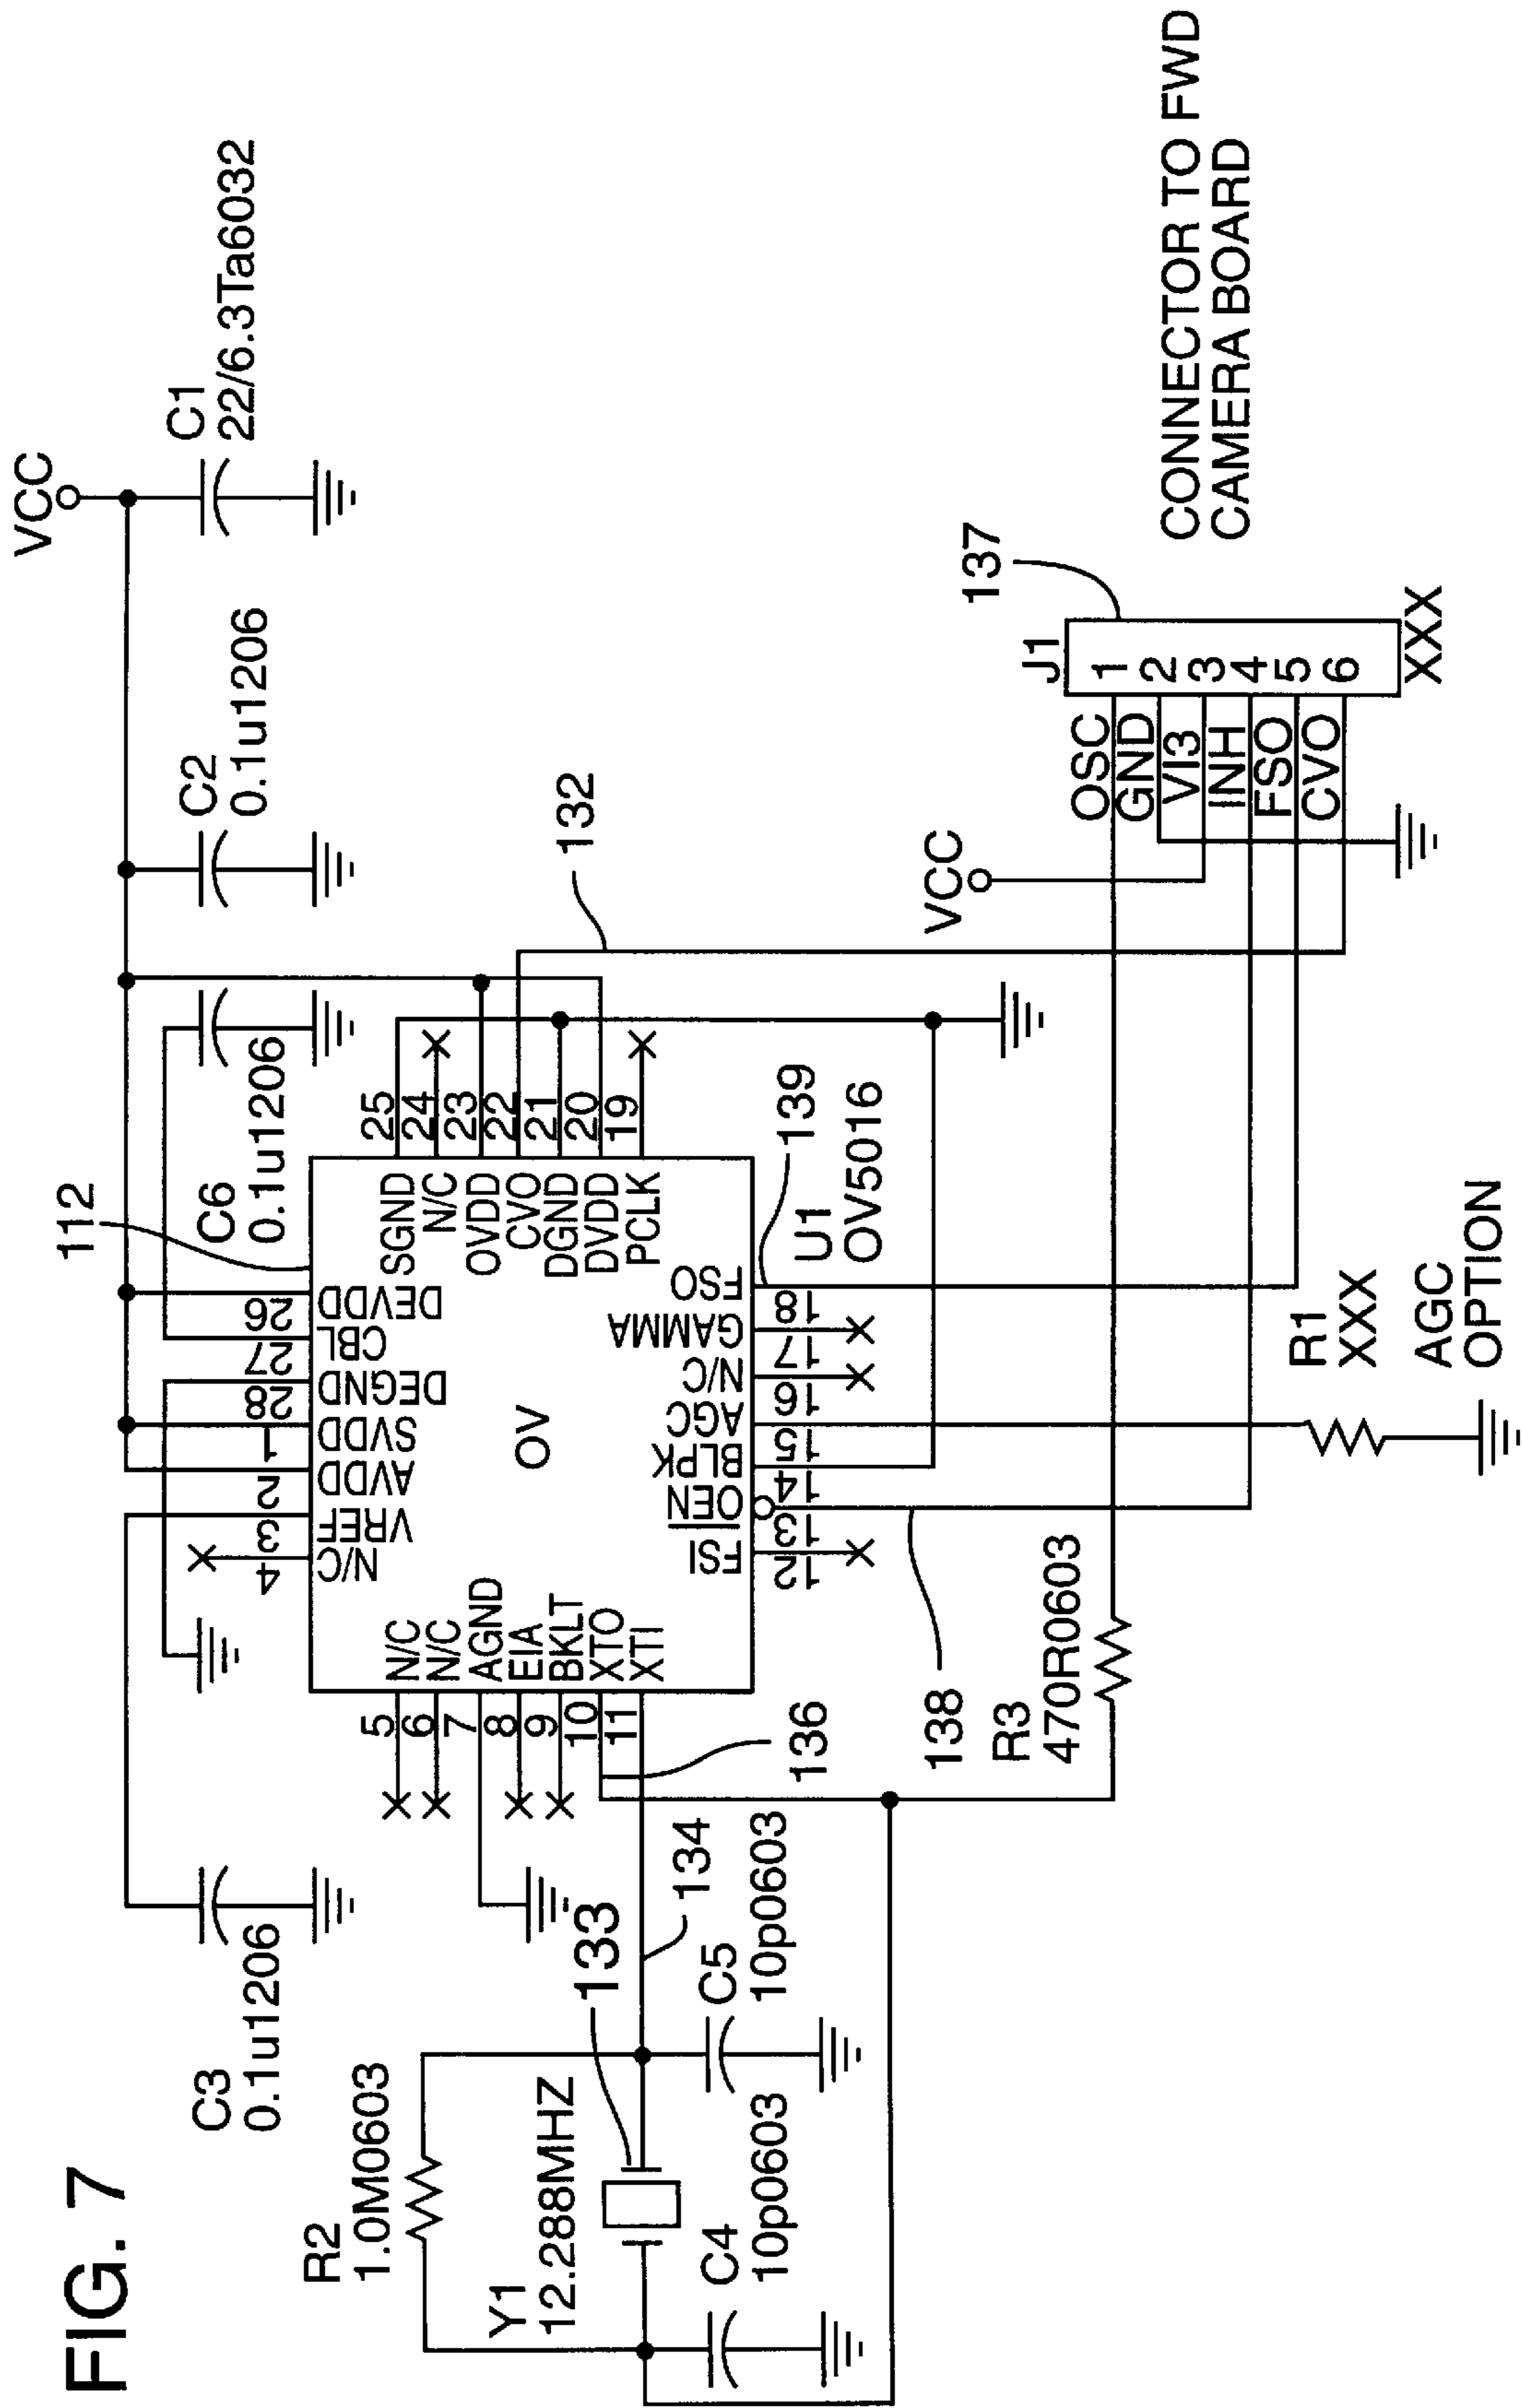 FIG. 7
VCC
C1
22/6.3Ta6032
C2
0.1u1206
C6
0.1u1206
C3
0.1u1206
112
26
27
28
1
2
3
4
DEVDD
CBL
DEGND
SVDD
AVDD
VREF
N/C
5
6
7
8
9
10
11
N/C
N/C
AGND
EIA
BKLT
XTO
XTI
OV
SGND
N/C
OVDD
CVO
DGND
DVDD
PCLK
25
24
23
22
21
20
19
FSI
OEN
BLPK
AGC
N/C
GAMMA
FSO
12
13
14
15
16
17
18
U1
OV5016
139
132
R2
1.0M0603
Y1
12.288MHZ
133
134
136
C4
10p0603
C5
10p0603
138
R3
470R0603
R1
XXX
AGC
OPTION
VCC
OSC
GND
VI3
INH
FSO
CVO
J1
1
2
3
4
5
6
XXX
137
CONNECTOR TO FWD
CAMERA BOARD